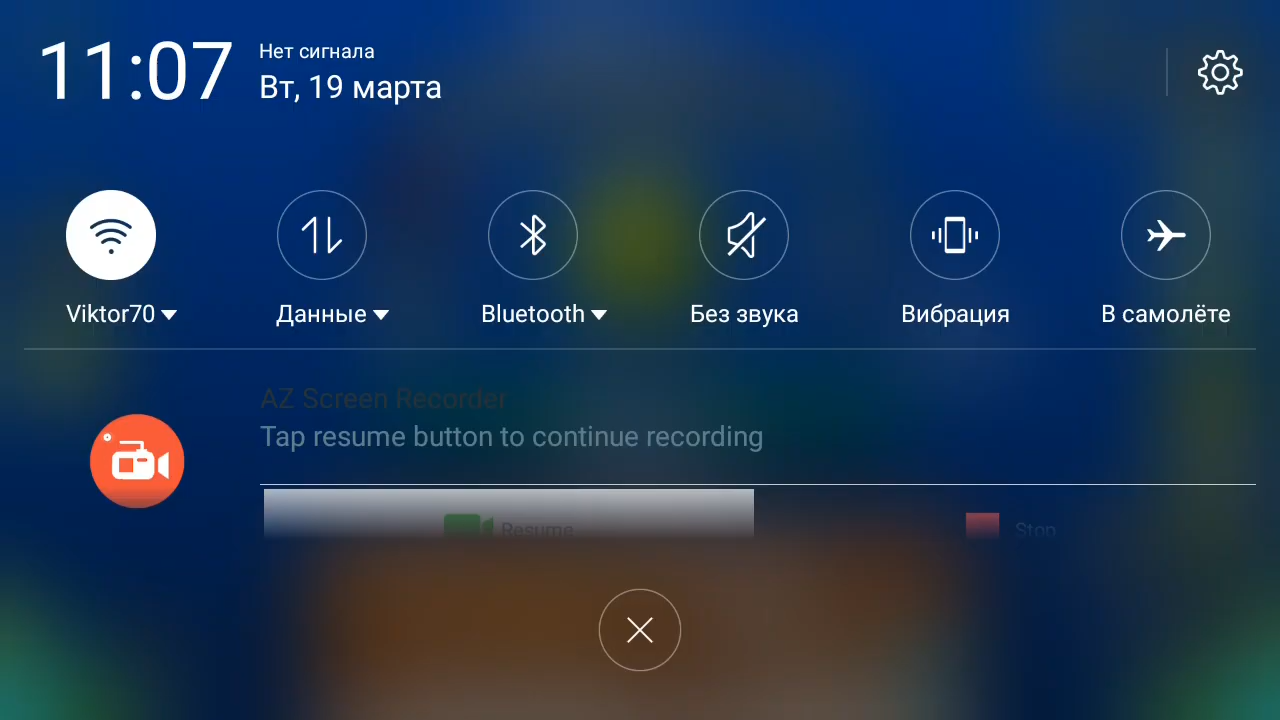 11:07
Нет сигнала
Вт, 19 марта
Viktor70
Данные
Bluetooth
Без звука
Вибрация
В самолёте
AZ Screen Recorder
Tap resume button to continue recording
Resume
Stop